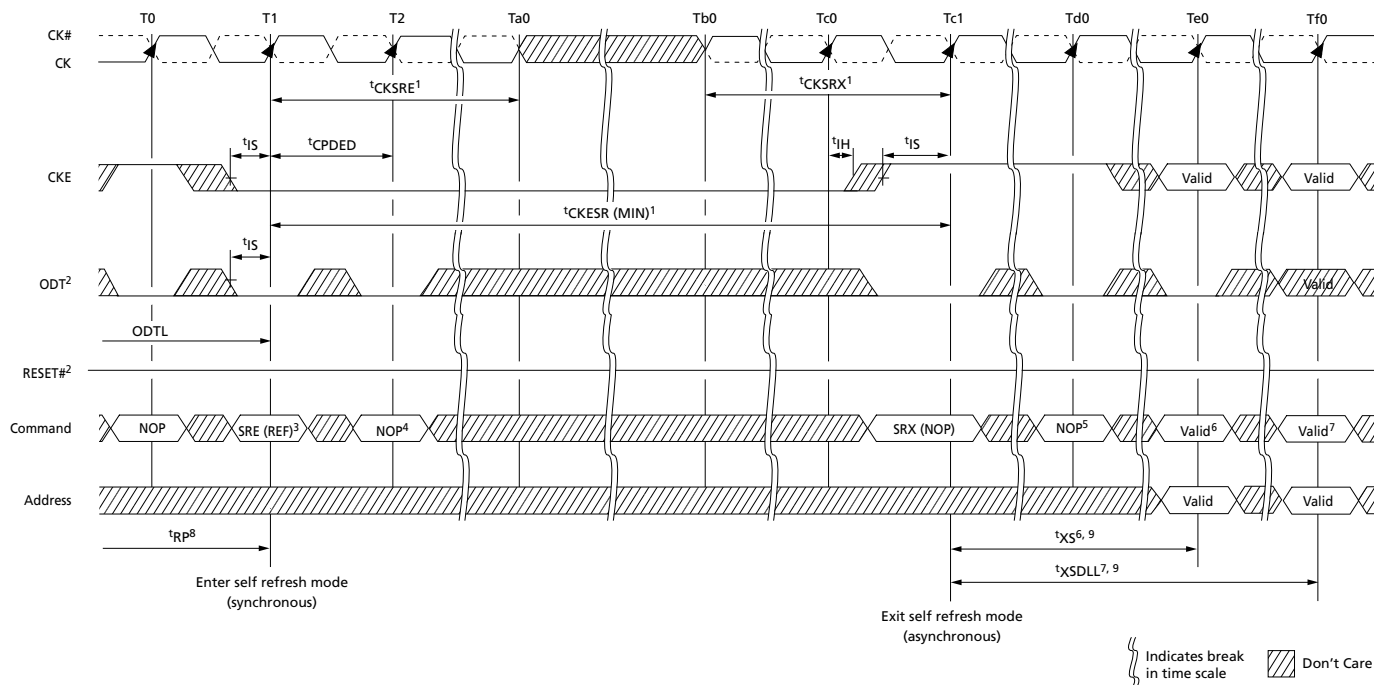 T0 T1 T2 Ta0 Tb0 Tc0 Tc1 Td0 Te0 Tf0
CK#
CK
tCKSRE1 tCKSRX1
tIS tCPDED tIH tIS
CKE Valid Valid
tCKESR (MIN)1
tIS
ODT2 Valid
ODTL
RESET#2
Command NOP SRE (REF)3 NOP4 SRX (NOP) NOP5 Valid6 Valid7
Address Valid Valid
tRP8 tXS6, 9
tXSDLL7, 9
Enter self refresh mode
(synchronous)
Exit self refresh mode
(asynchronous)
Indicates break
in time scale
Don't Care